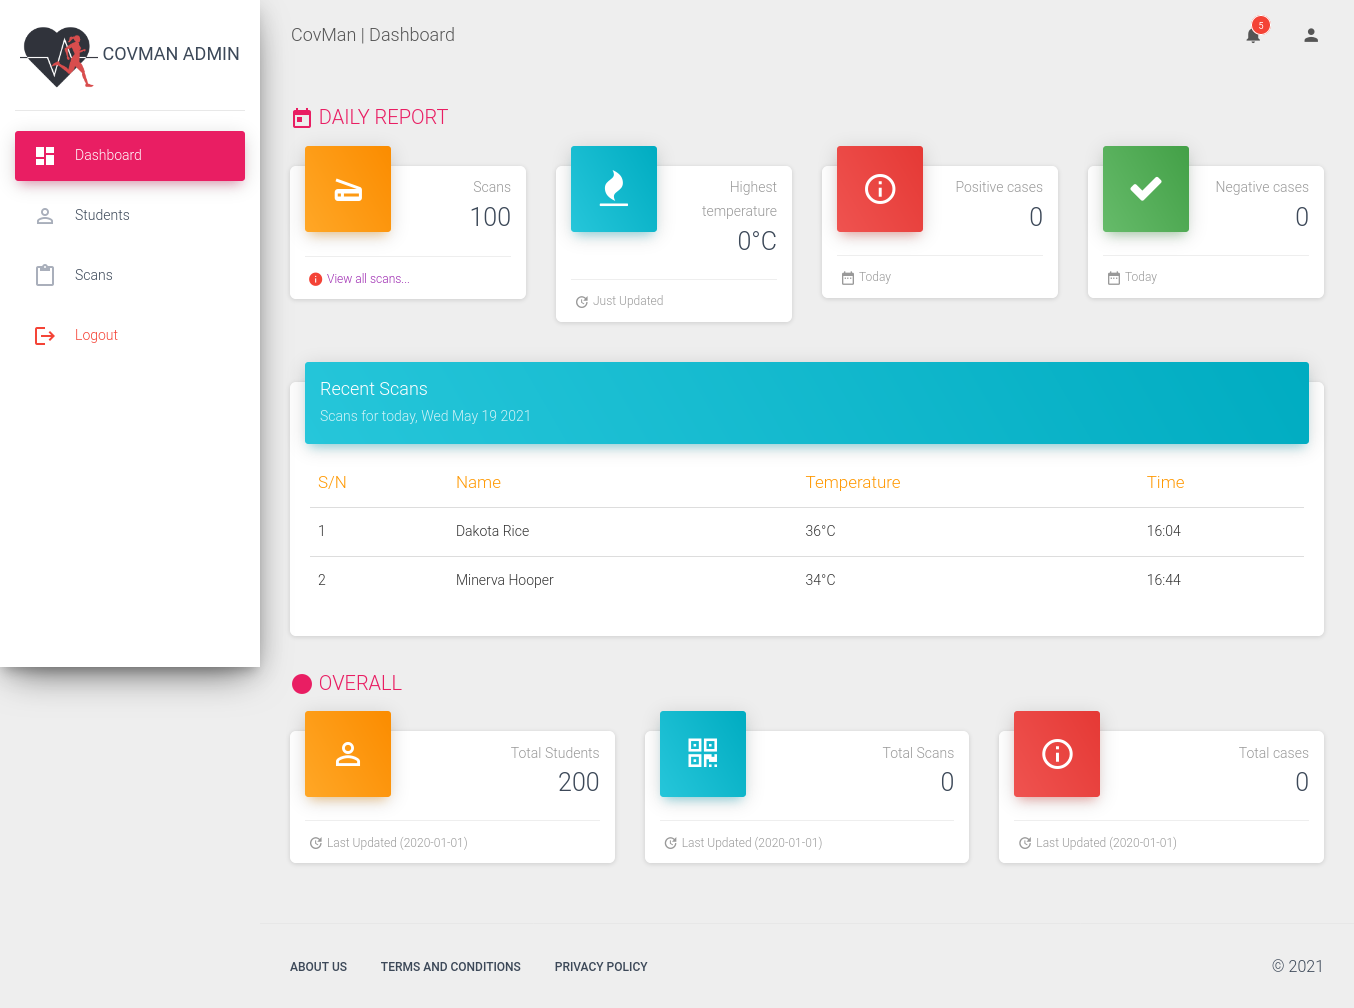 COVMAN ADMIN
Dashboard
Students
Scans
Logout
CovMan | Dashboard
5
DAILY REPORT
Scans
100
View all scans...
Highest
temperature
0°C
Just Updated
Positive cases
0
Today
Negative cases
0
Today
Recent Scans
Scans for today, Wed May 19 2021
S/N Name Temperature Time
1 Dakota Rice 36°C 16:04
2 Minerva Hooper 34°C 16:44
OVERALL
Total Students
200
Last Updated (2020-01-01)
Total Scans
0
Last Updated (2020-01-01)
Total cases
0
Last Updated (2020-01-01)
ABOUT US TERMS AND CONDITIONS PRIVACY POLICY
© 2021